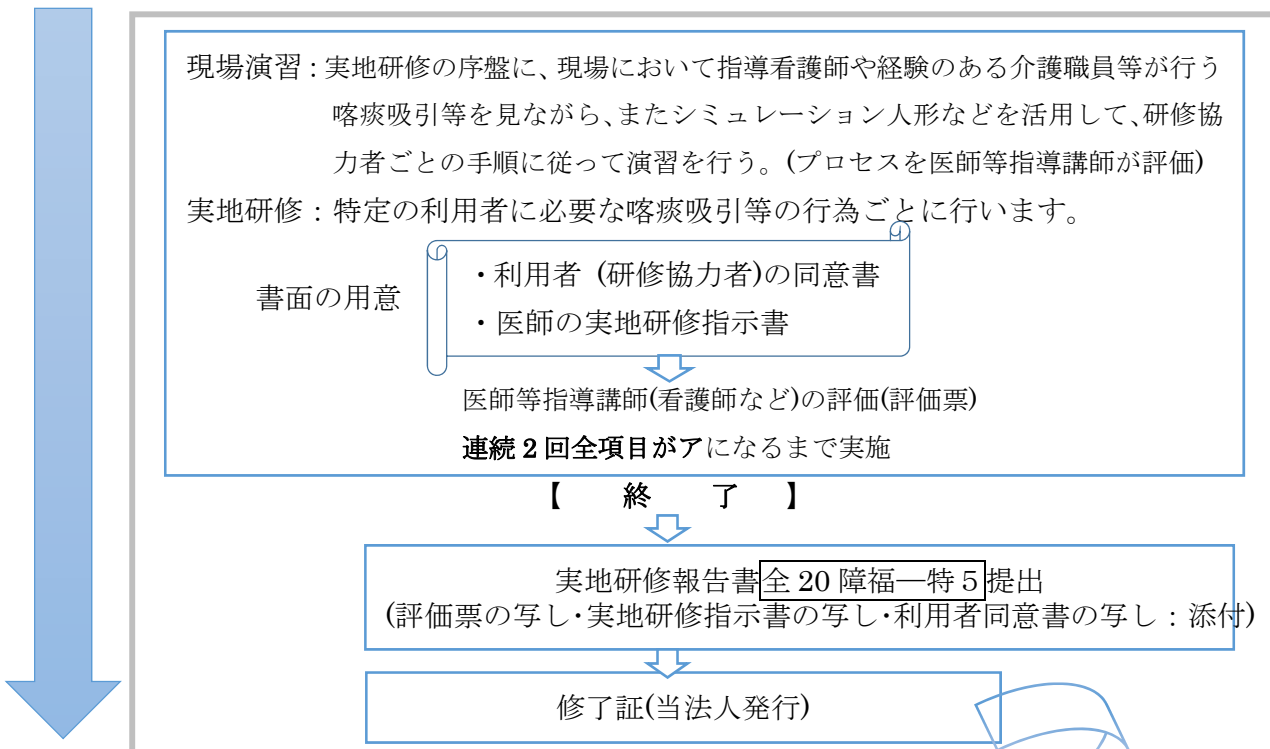 現場演習：実地研修の序盤に、現場において指導看護師や経験のある介護職員等が行う
喀痰吸引等を見ながら、またシミュレーション人形などを活用して、研修協
力者ごとの手順に従って演習を行う。(プロセスを医師等指導講師が評価)
実地研修：特定の利用者に必要な喀痰吸引等の行為ごとに行います。
書面の用意
・利用者 (研修協力者)の同意書
・医師の実地研修指示書
医師等指導講師(看護師など)の評価(評価票)
連続2回全項目がアになるまで実施
【　終　了　】
実地研修報告書全20障福―特5提出
(評価票の写し・実地研修指示書の写し・利用者同意書の写し：添付)
修了証(当法人発行)